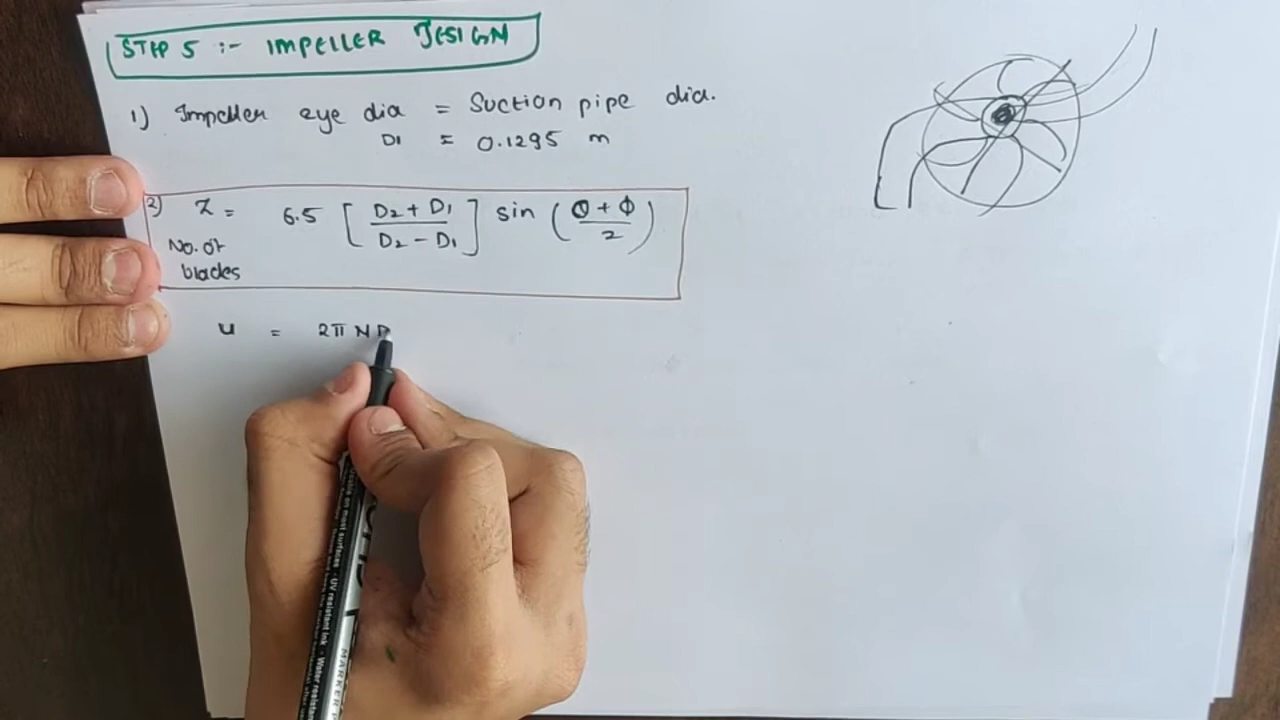 STEP 5 :- IMPELLER DESIGN
1) Impeller eye dia = Suction pipe dia.
D1 = 0.1295 m
2) Z = 6.5 [ D2 + D1 / D2 - D1 ] sin ( θ + ϕ / 2 )
No. of
blades
u = 2π N D
MARKER